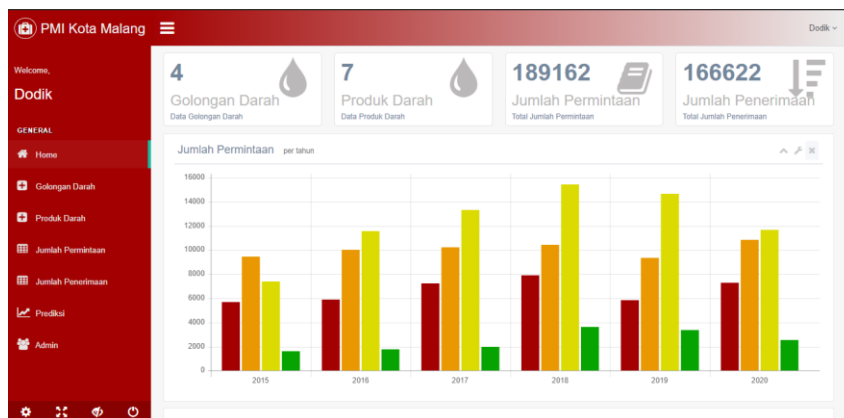 PMI Kota Malang
Dodik
Welcome,
Dodik
GENERAL
Home
Golongan Darah
Produk Darah
Jumlah Permintaan
Jumlah Penerimaan
Prediksi
Admin
4
Golongan Darah
Data Golongan Darah
7
Produk Darah
Data Produk Darah
189162
Jumlah Permintaan
Total Jumlah Permintaan
166622
Jumlah Penerimaan
Total Jumlah Penerimaan
Jumlah Permintaan per tahun
16000
14000
12000
10000
8000
6000
4000
2000
0
2015 2016 2017 2018 2019 2020